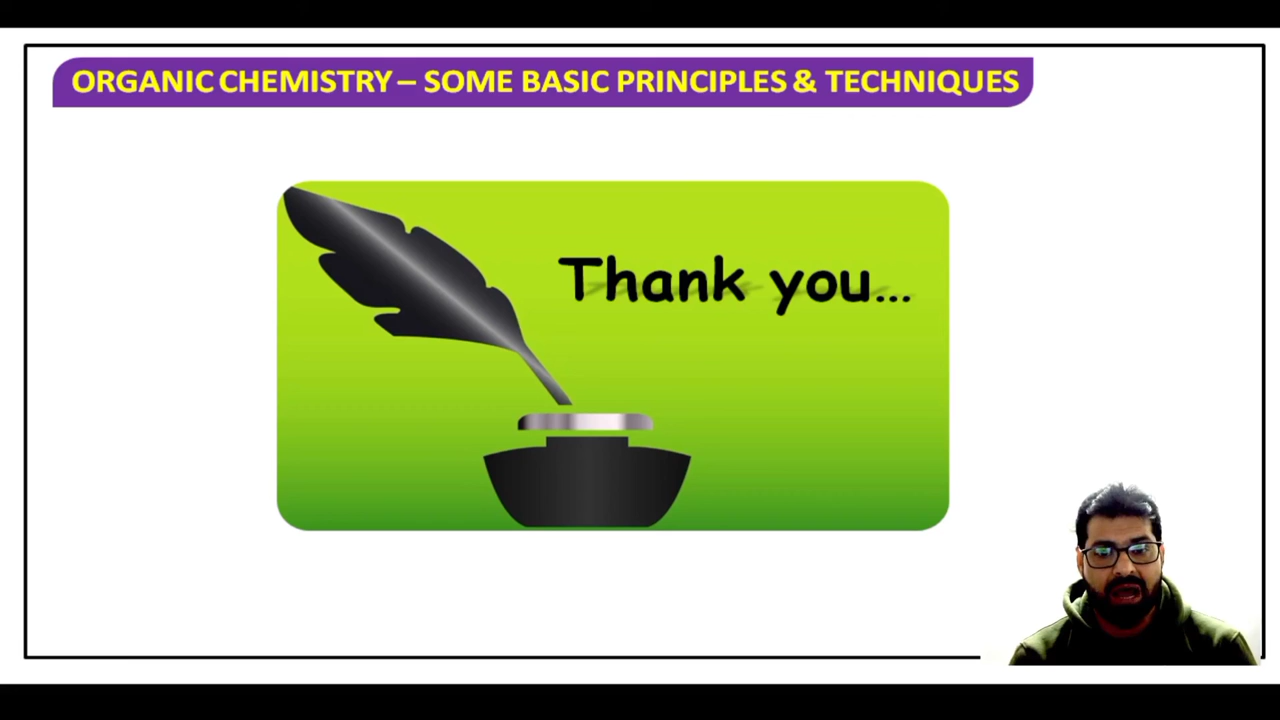 ORGANIC CHEMISTRY – SOME BASIC PRINCIPLES & TECHNIQUES
Thank you...